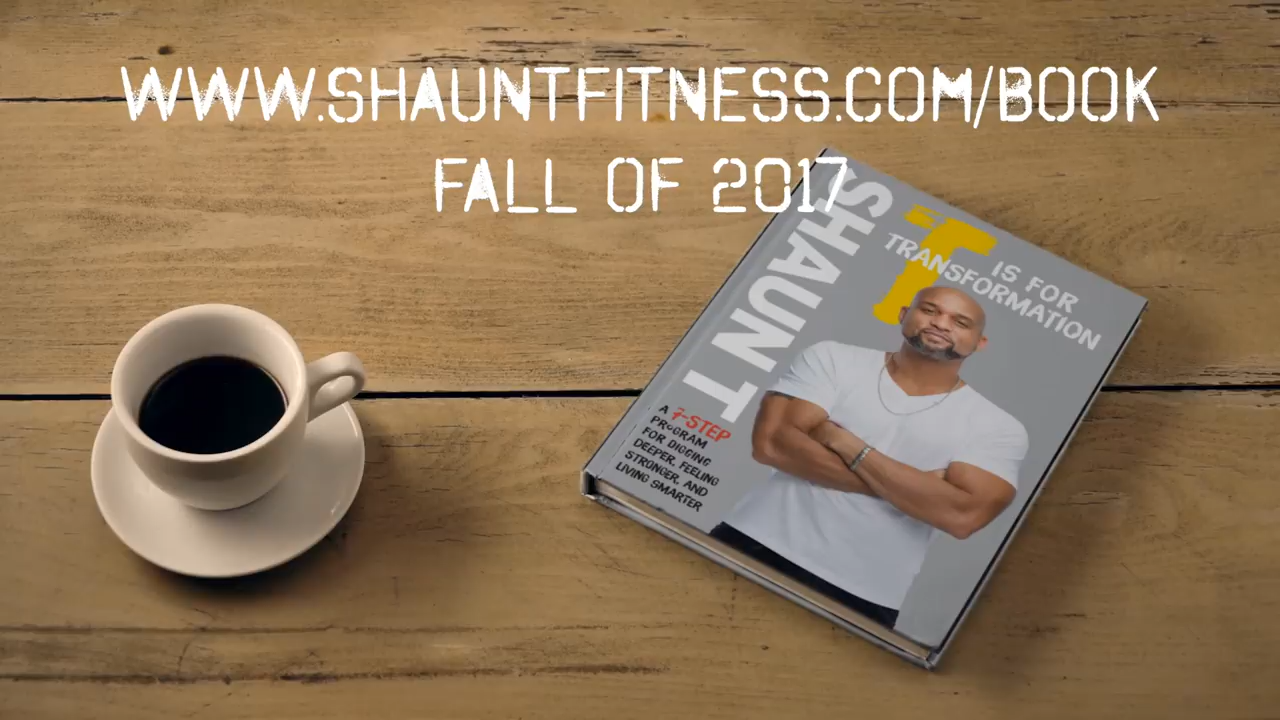 WWW.SHAUNTFITNESS.COM/BOOK
FALL OF 2017
SHAUN T
T IS FOR
TRANSFORMATION
A 7-STEP
PROGRAM
FOR DIGGING
DEEPER, FEELING
STRONGER, AND
LIVING SMARTER